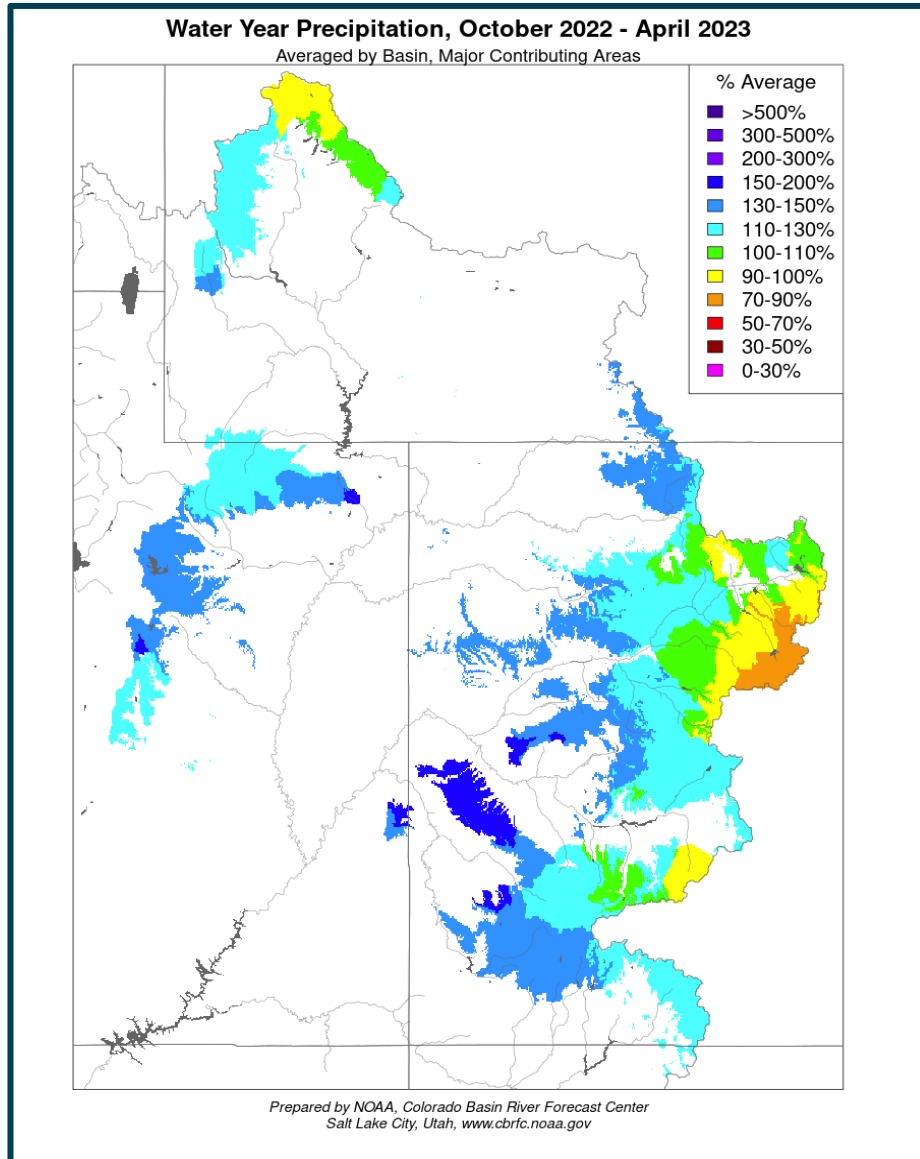 Water Year Precipitation, October 2022 - April 2023
Averaged by Basin, Major Contributing Areas
% Average
>500%
300-500%
200-300%
150-200%
130-150%
110-130%
100-110%
90-100%
70-90%
50-70%
30-50%
0-30%
Prepared by NOAA, Colorado Basin River Forecast Center
Salt Lake City, Utah, www.cbrfc.noaa.gov